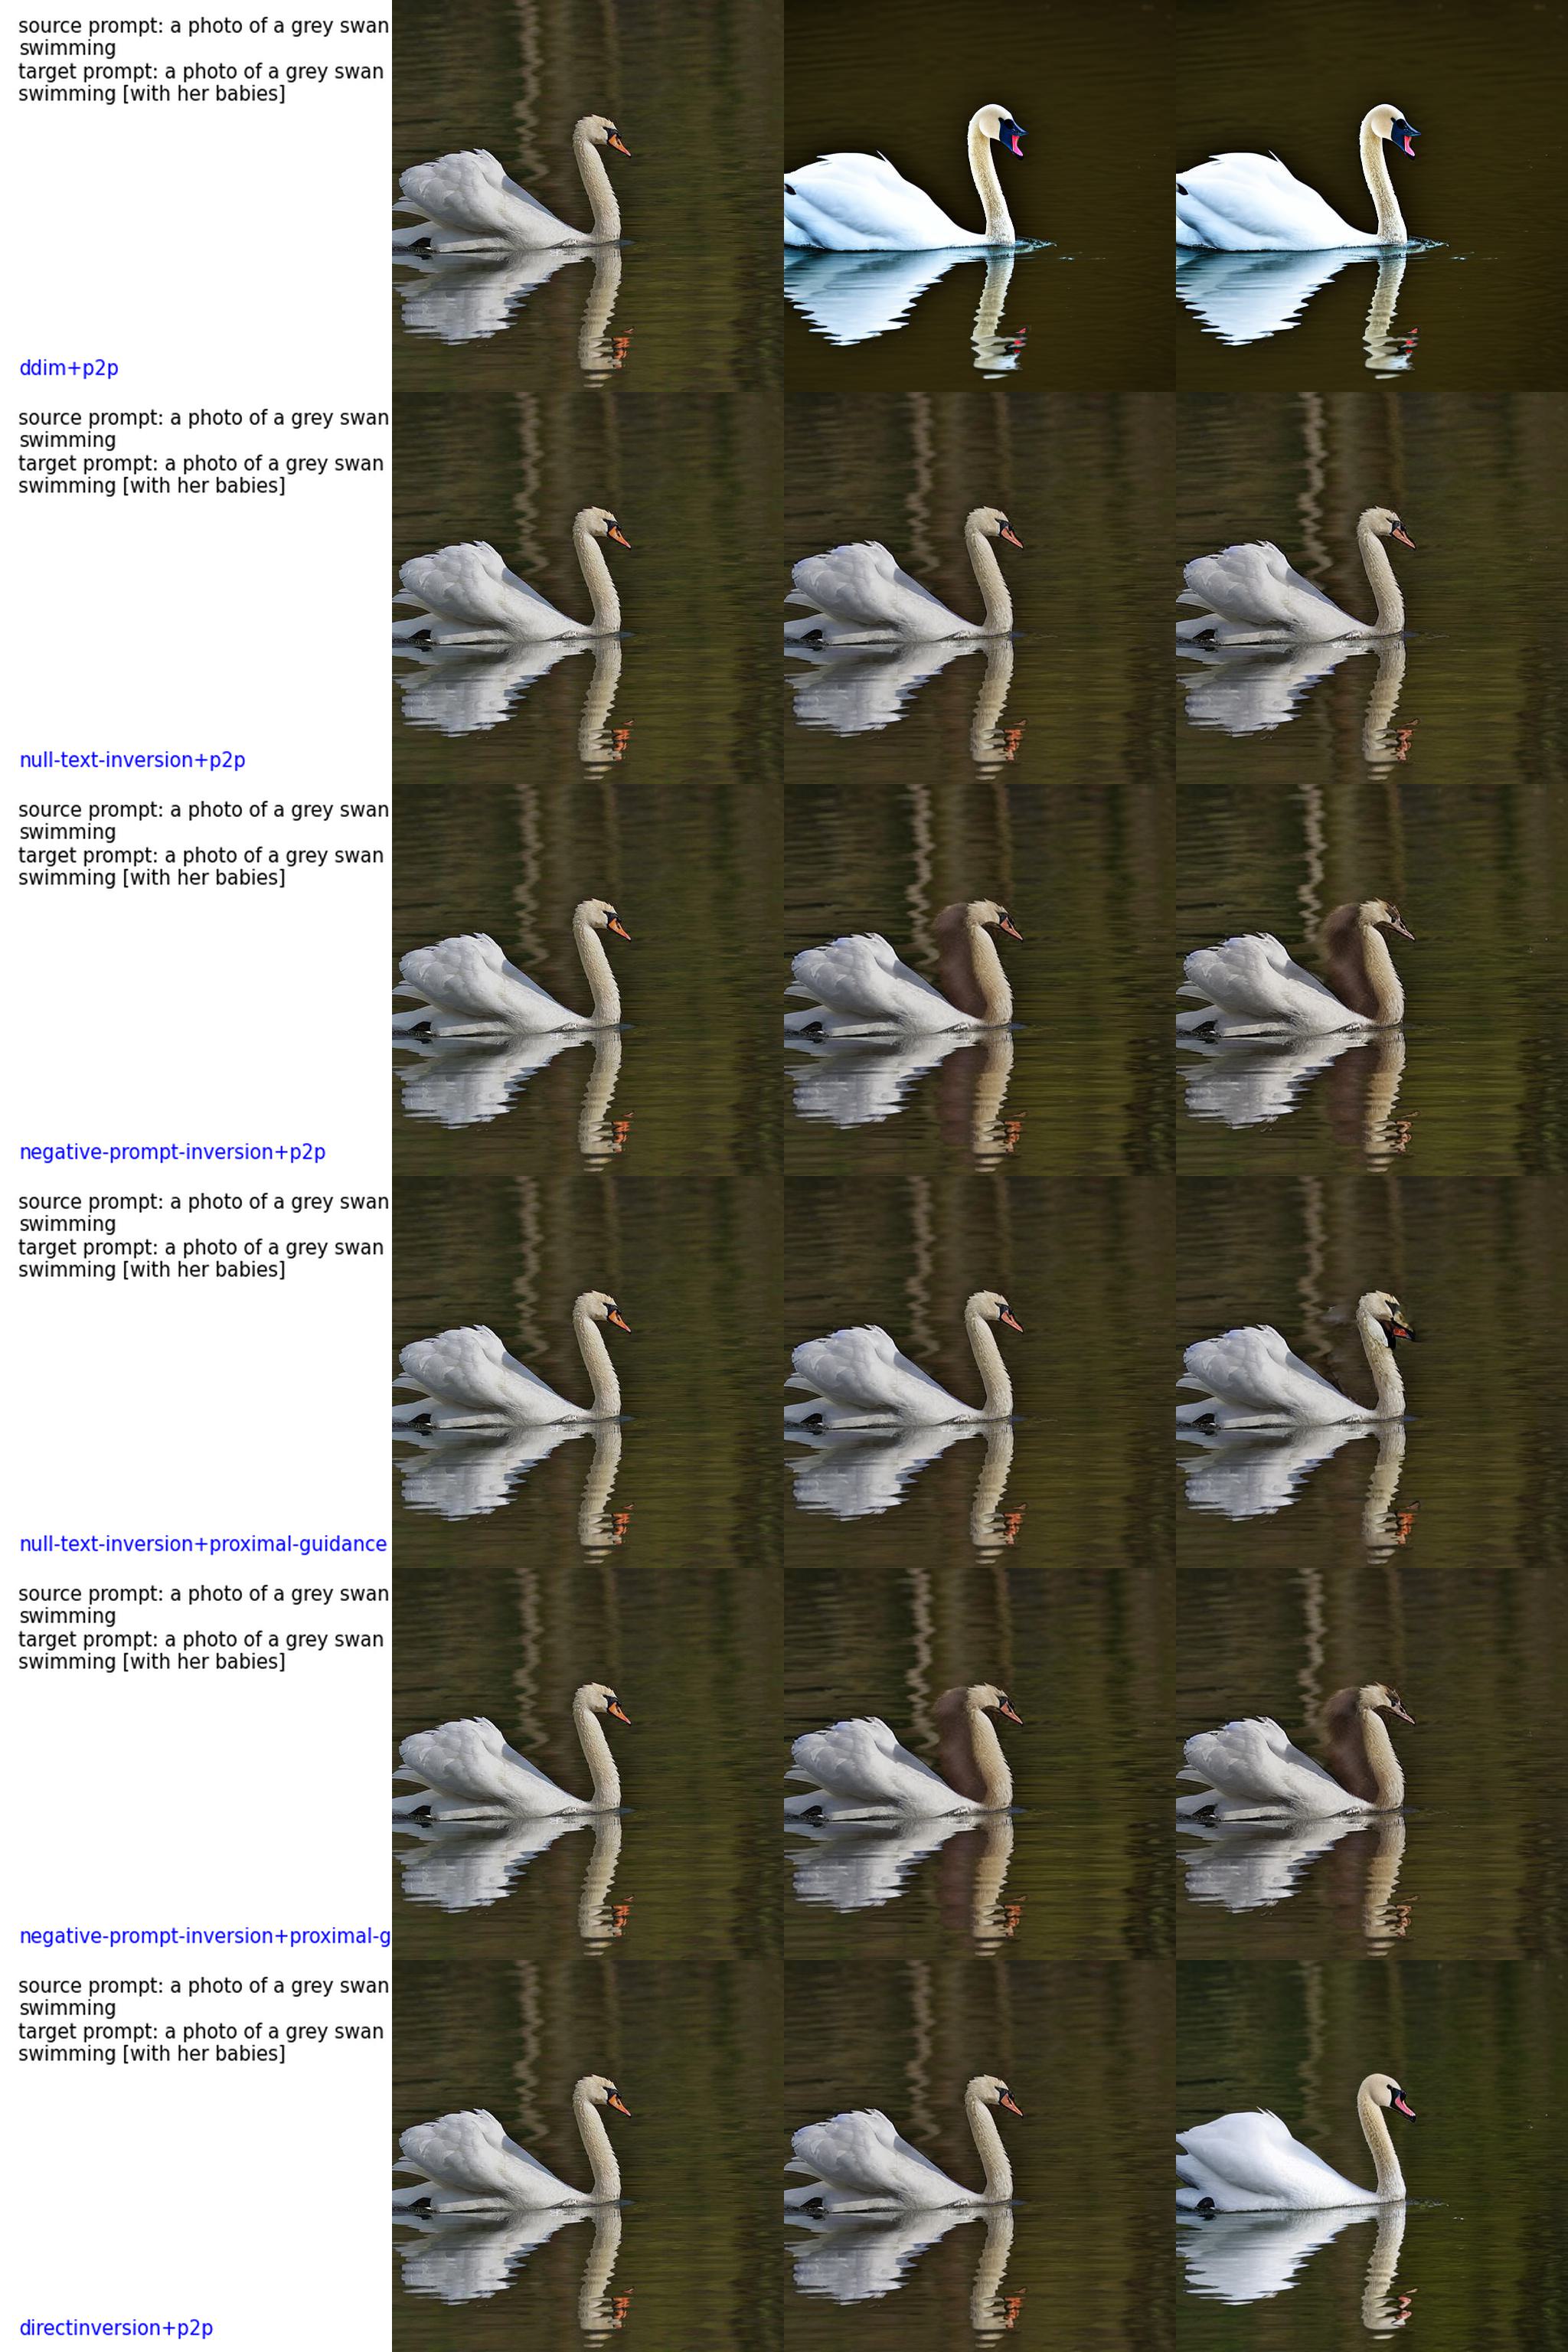 source prompt: a photo of a grey swan
swimming
target prompt: a photo of a grey swan
swimming [with her babies]
ddim+p2p
source prompt: a photo of a grey swan
swimming
target prompt: a photo of a grey swan
swimming [with her babies]
null-text-inversion+p2p
source prompt: a photo of a grey swan
swimming
target prompt: a photo of a grey swan
swimming [with her babies]
negative-prompt-inversion+p2p
source prompt: a photo of a grey swan
swimming
target prompt: a photo of a grey swan
swimming [with her babies]
null-text-inversion+proximal-guidance
source prompt: a photo of a grey swan
swimming
target prompt: a photo of a grey swan
swimming [with her babies]
negative-prompt-inversion+proximal-g
source prompt: a photo of a grey swan
swimming
target prompt: a photo of a grey swan
swimming [with her babies]
directinversion+p2p